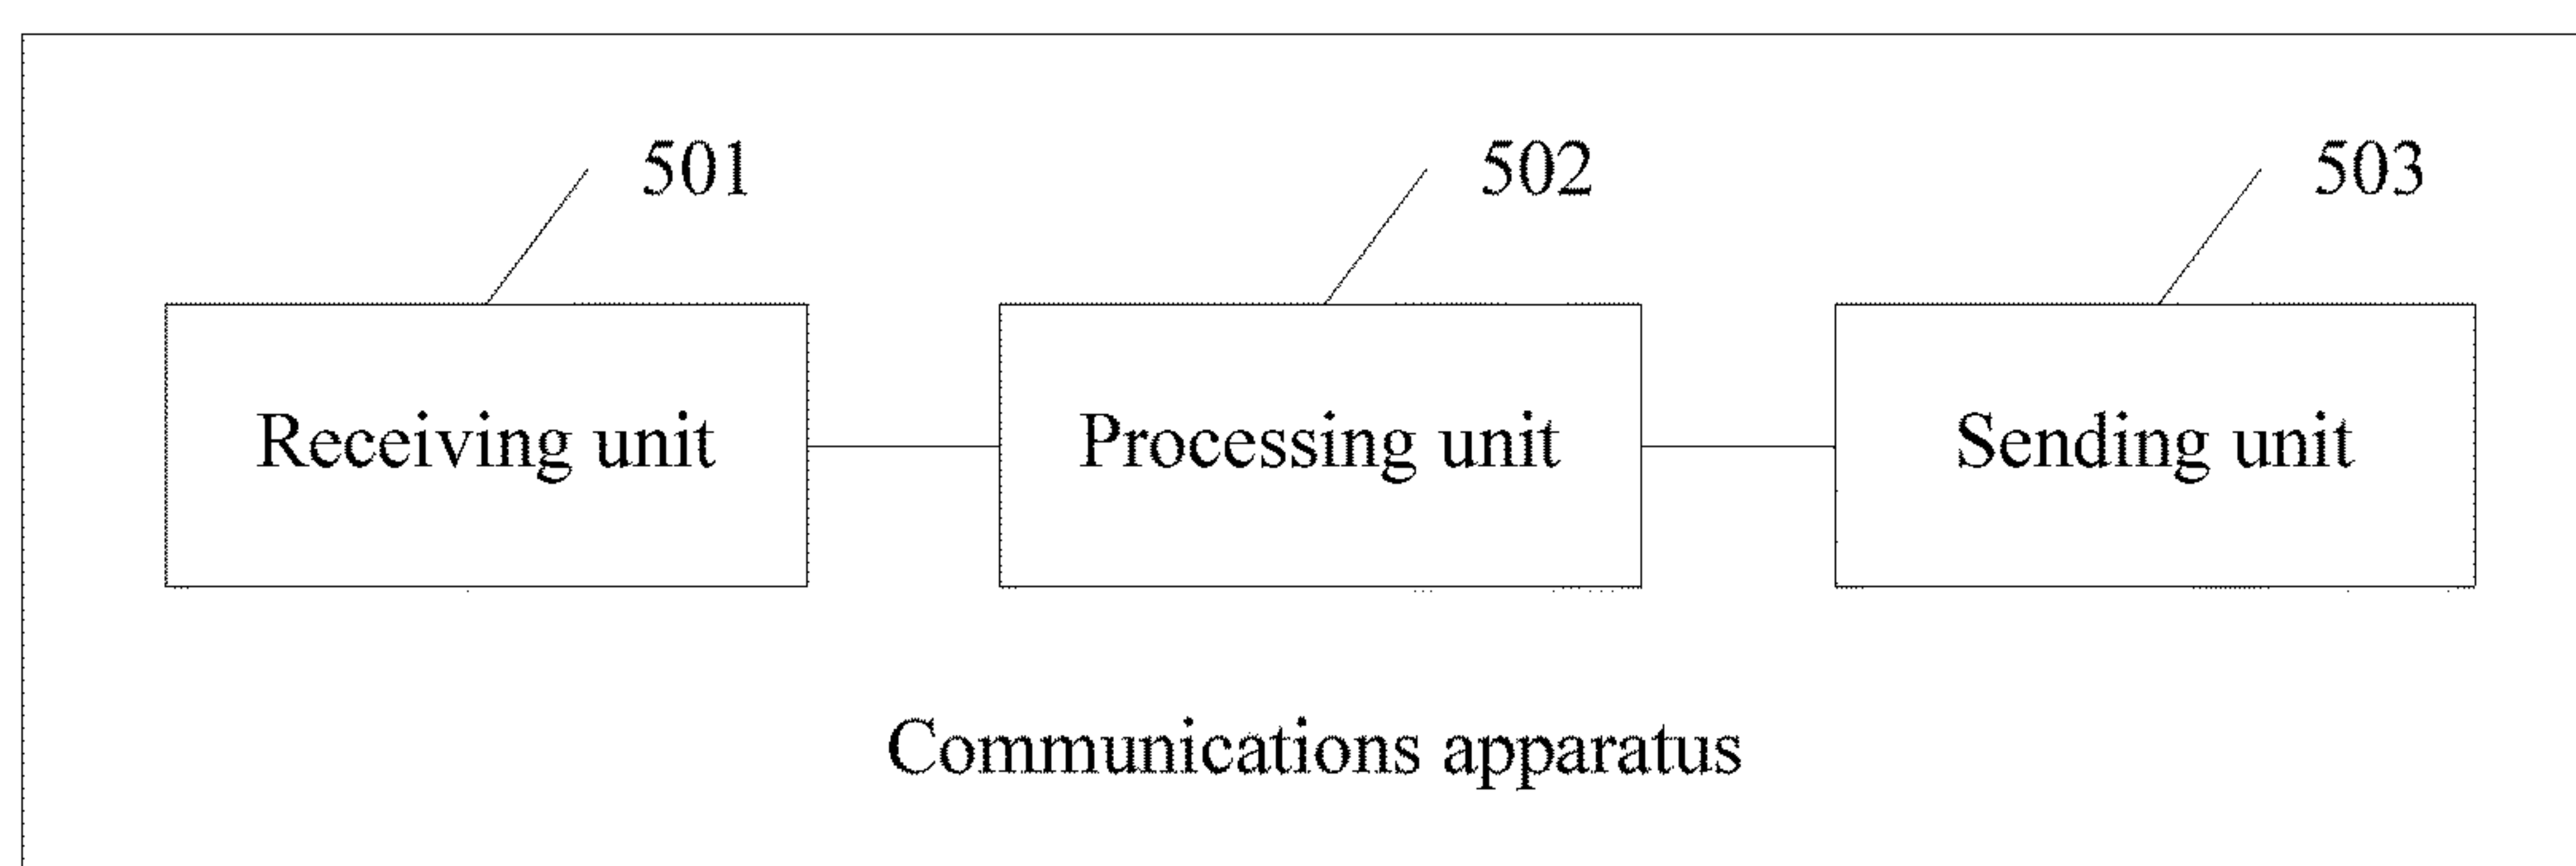 501 502 503
Receiving unit Processing unit Sending unit
Communications apparatus